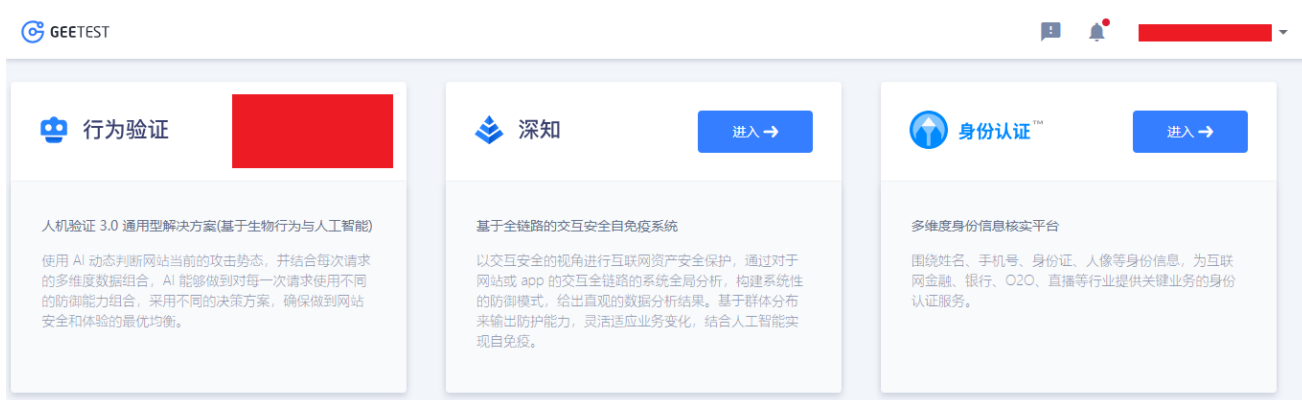 GEETEST
行为验证
人机验证 3.0 通用型解决方案(基于生物行为与人工智能)
使用 AI 动态判断网站当前的攻击势态，并结合每次请求
的多维度数据组合，AI 能够做到对每一次请求使用不同
的防御能力组合，采用不同的决策方案，确保做到网站
安全和体验的最优均衡。
深知
进入➔
基于全链路的交互安全自免疫系统
以交互安全的视角进行互联网资产安全保护，通过对于
网站或 app 的交互全链路的系统全局分析，构建系统性
的防御模式，给出直观的数据分析结果。基于群体分布
来输出防护能力，灵活适应业务变化，结合人工智能实
现自免疫。
身份认证™
进入➔
多维度身份信息核实平台
围绕姓名、手机号、身份证、人像等身份信息，为互联
网金融、银行、O2O、直播等行业提供关键业务的身份
认证服务。